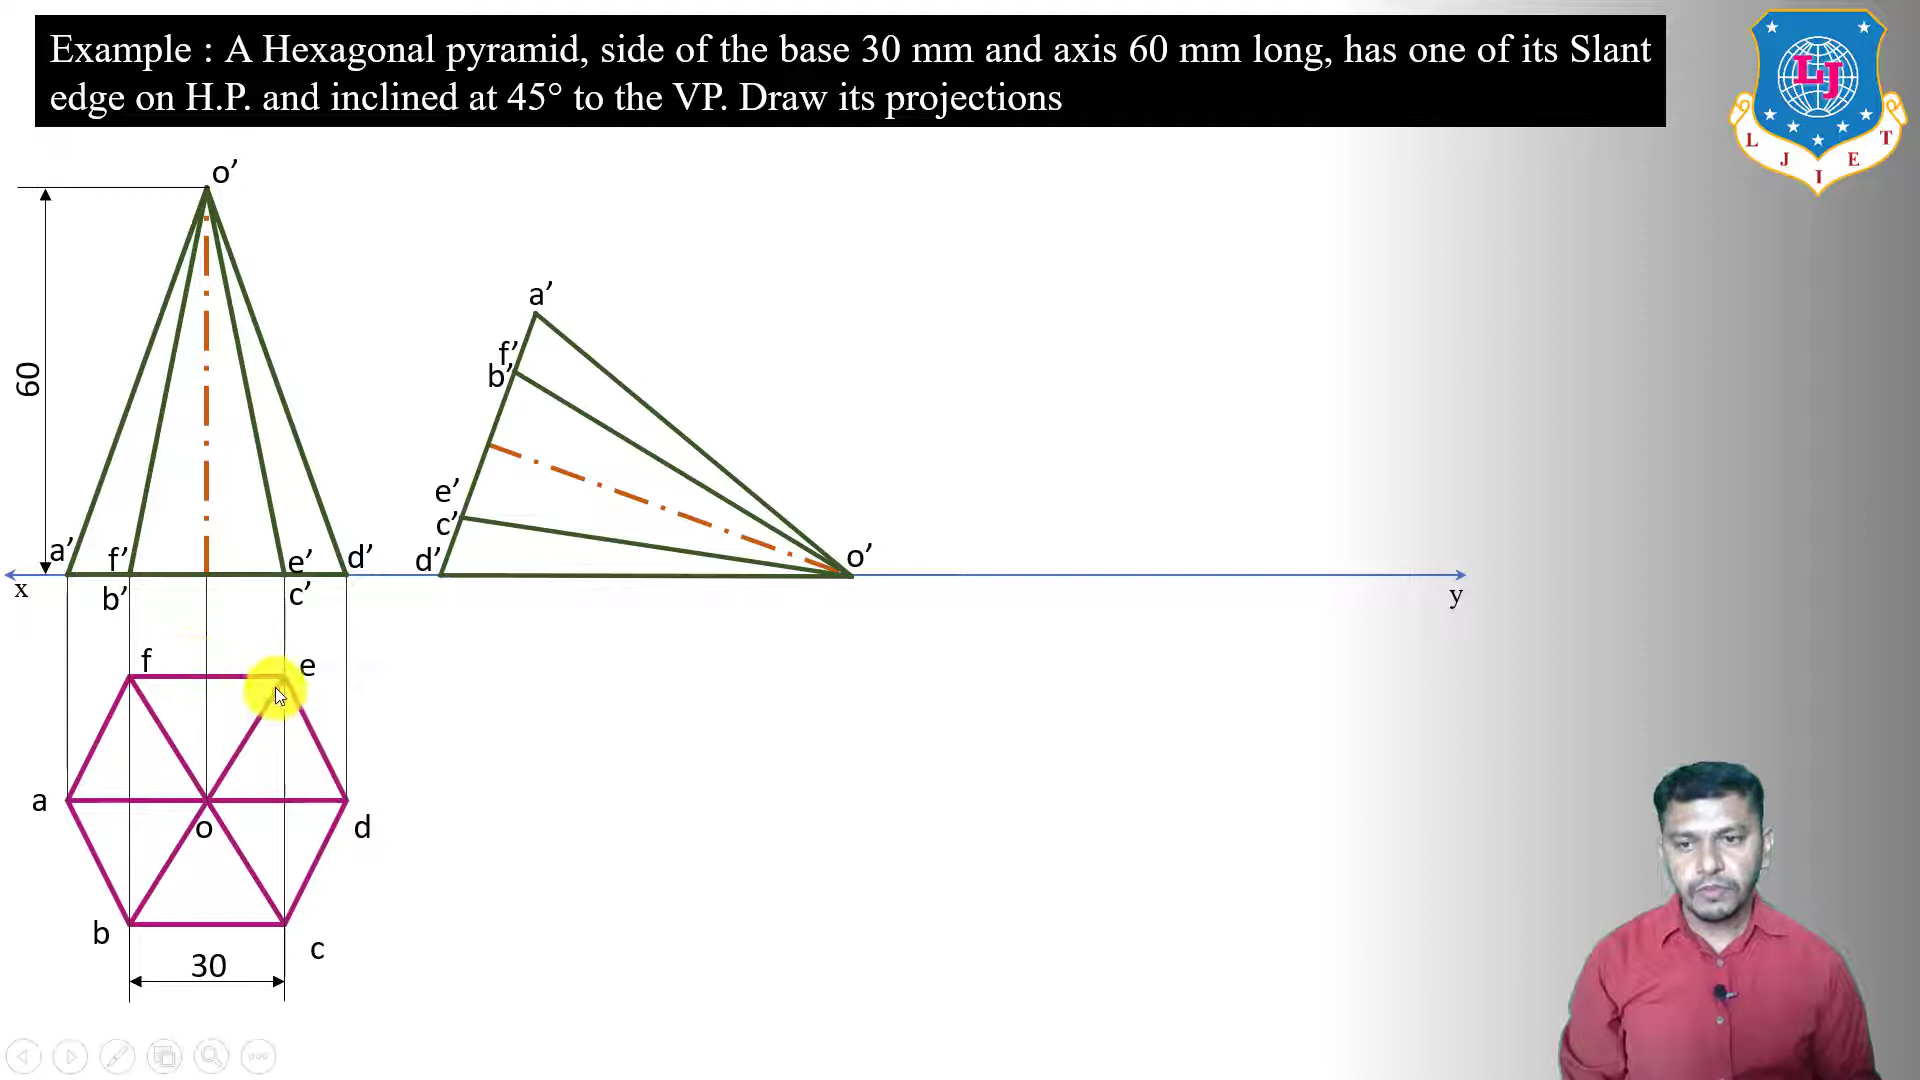 Example : A Hexagonal pyramid, side of the base 30 mm and axis 60 mm long, has one of its Slant
edge on H.P. and inclined at 45° to the VP. Draw its projections
LJ
L J I E T
o’
60
a’ f’ e’ d’
b’ c’
x
a’
f’
b’
e’
c’
d’
o’
y
f e
a o d
b c
30